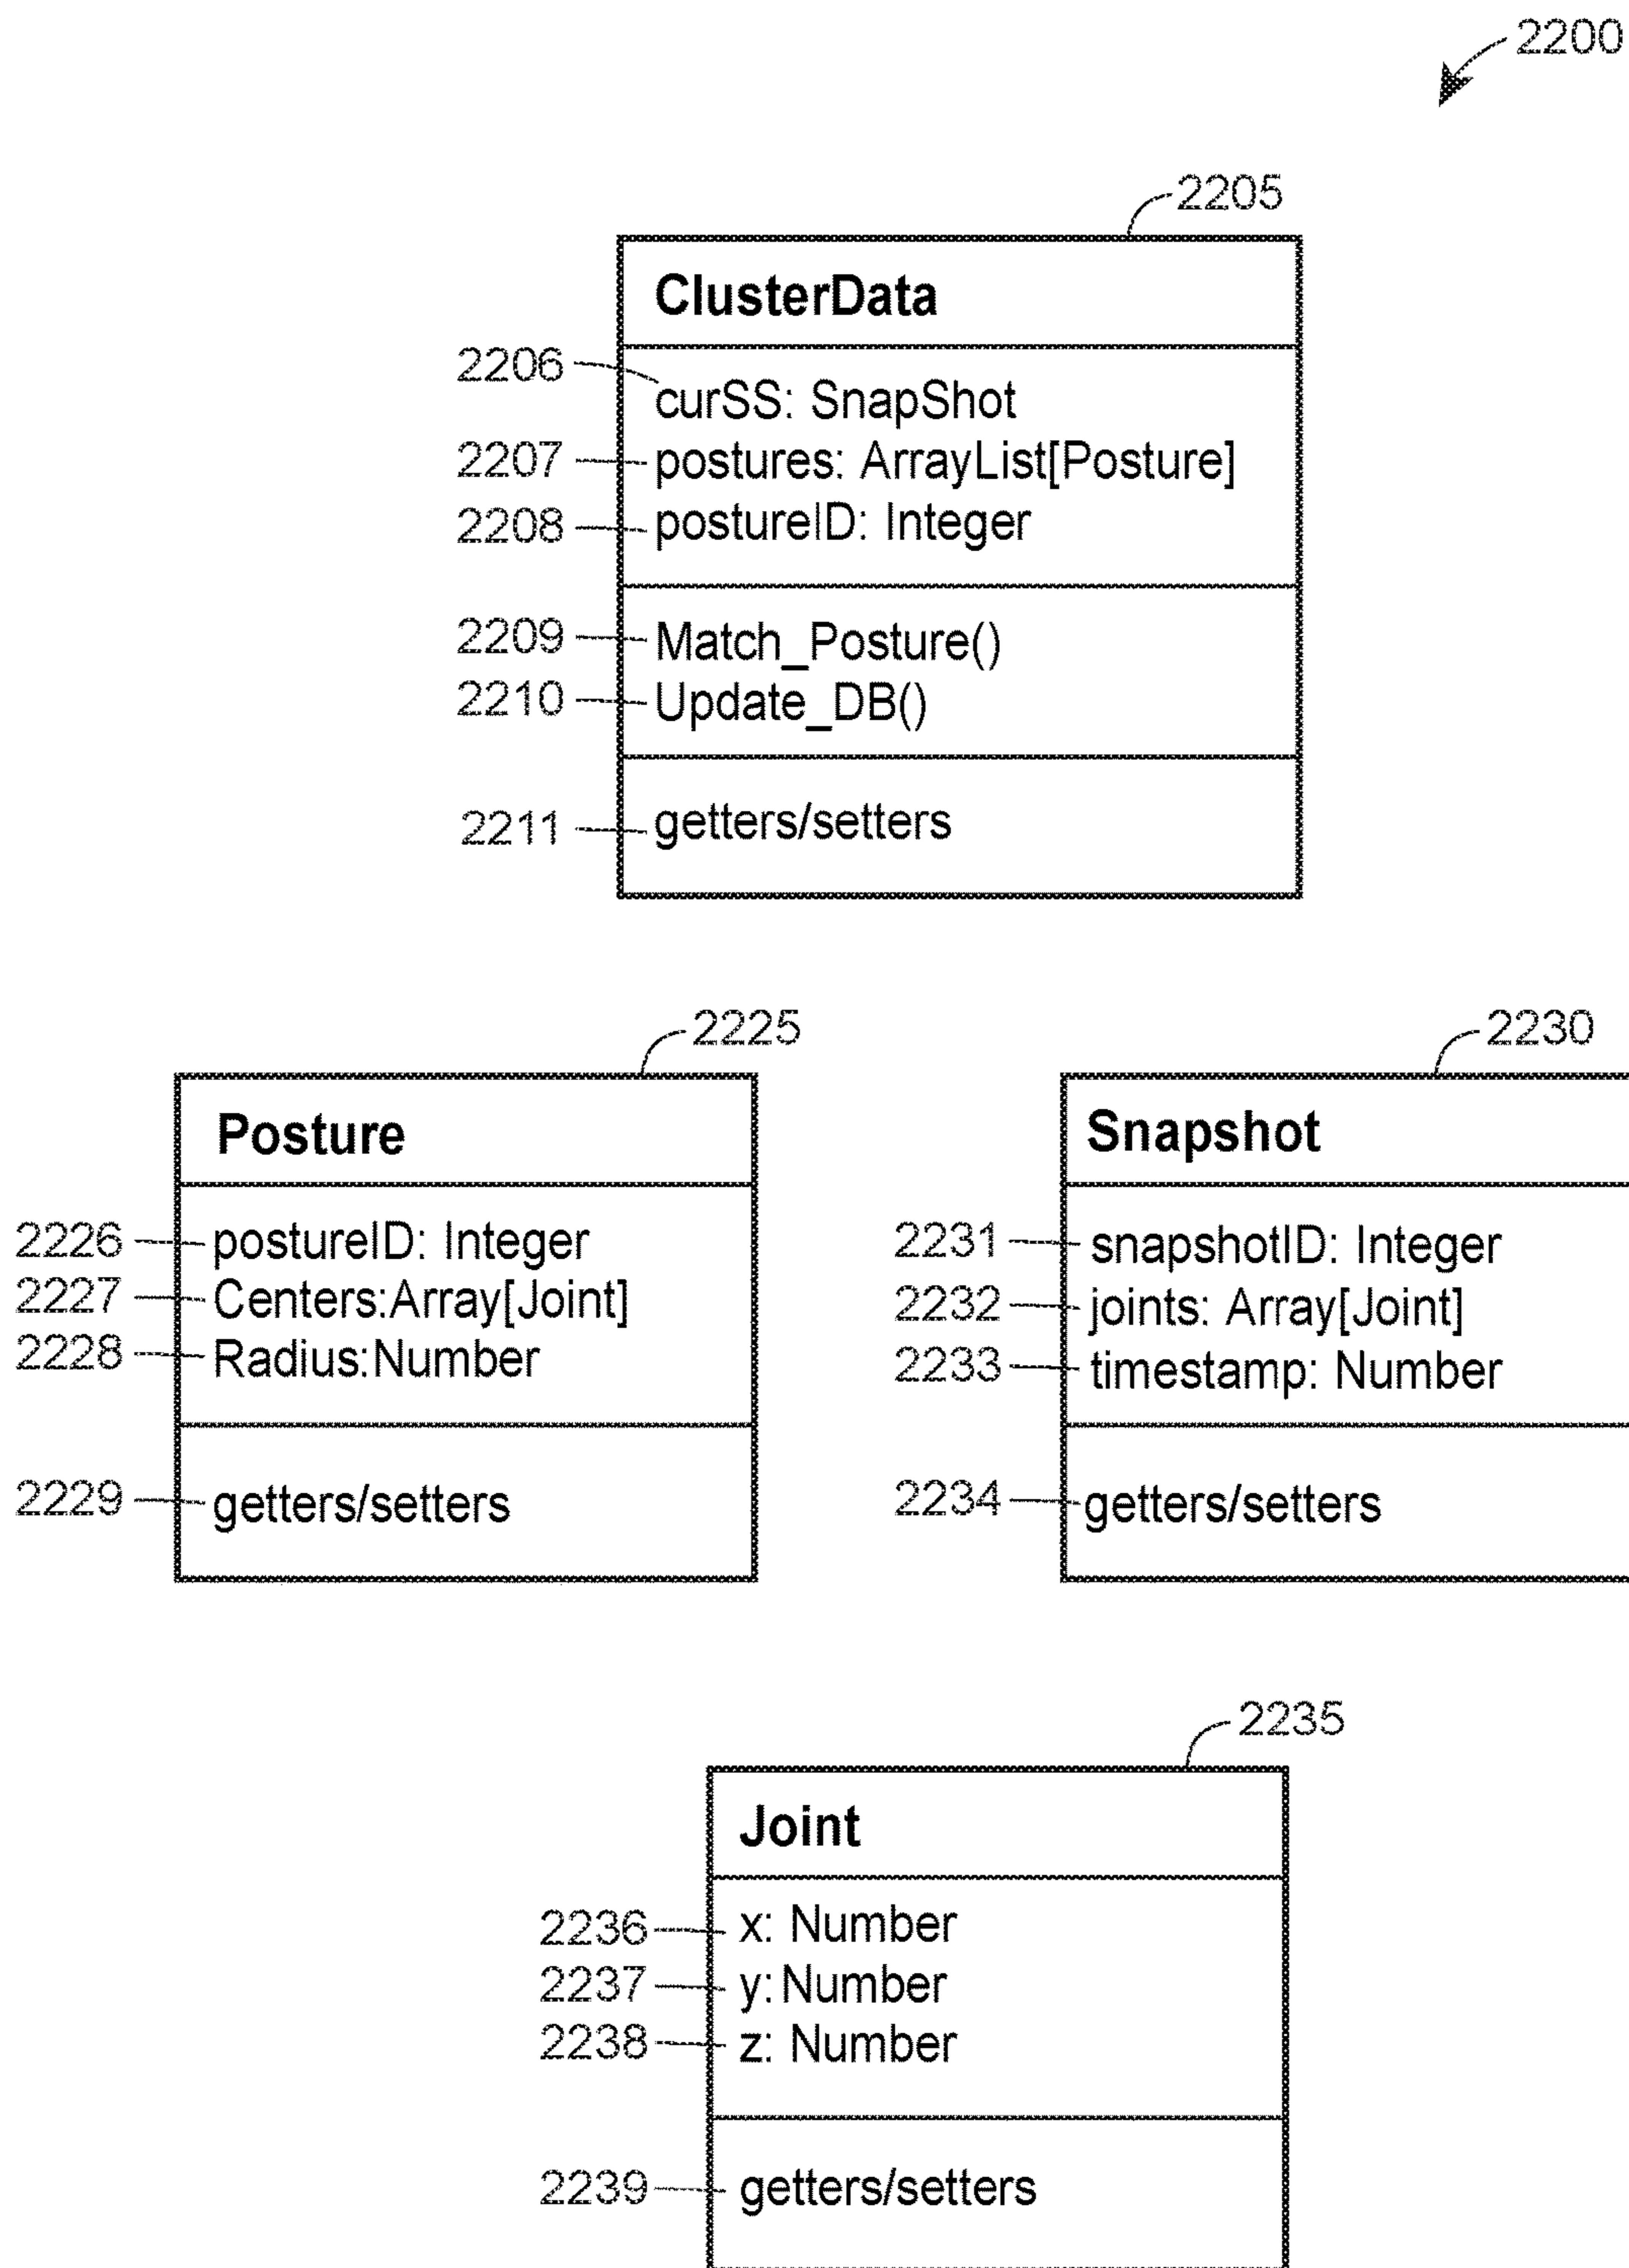 2200
2205
ClusterData
2206
curSS: SnapShot
2207 postures: ArrayList[Posture]
2208 postureID: Integer
2209 Match_Posture()
2210 Update_DB()
2211 getters/setters
2225
Posture
2226 postureID: Integer
2227 Centers:Array[Joint]
2228 Radius:Number
2229 getters/setters
2230
Snapshot
2231 snapshotID: Integer
2232 joints: Array[Joint]
2233 timestamp: Number
2234 getters/setters
2235
Joint
2236 x: Number
2237 y: Number
2238 z: Number
2239 getters/setters